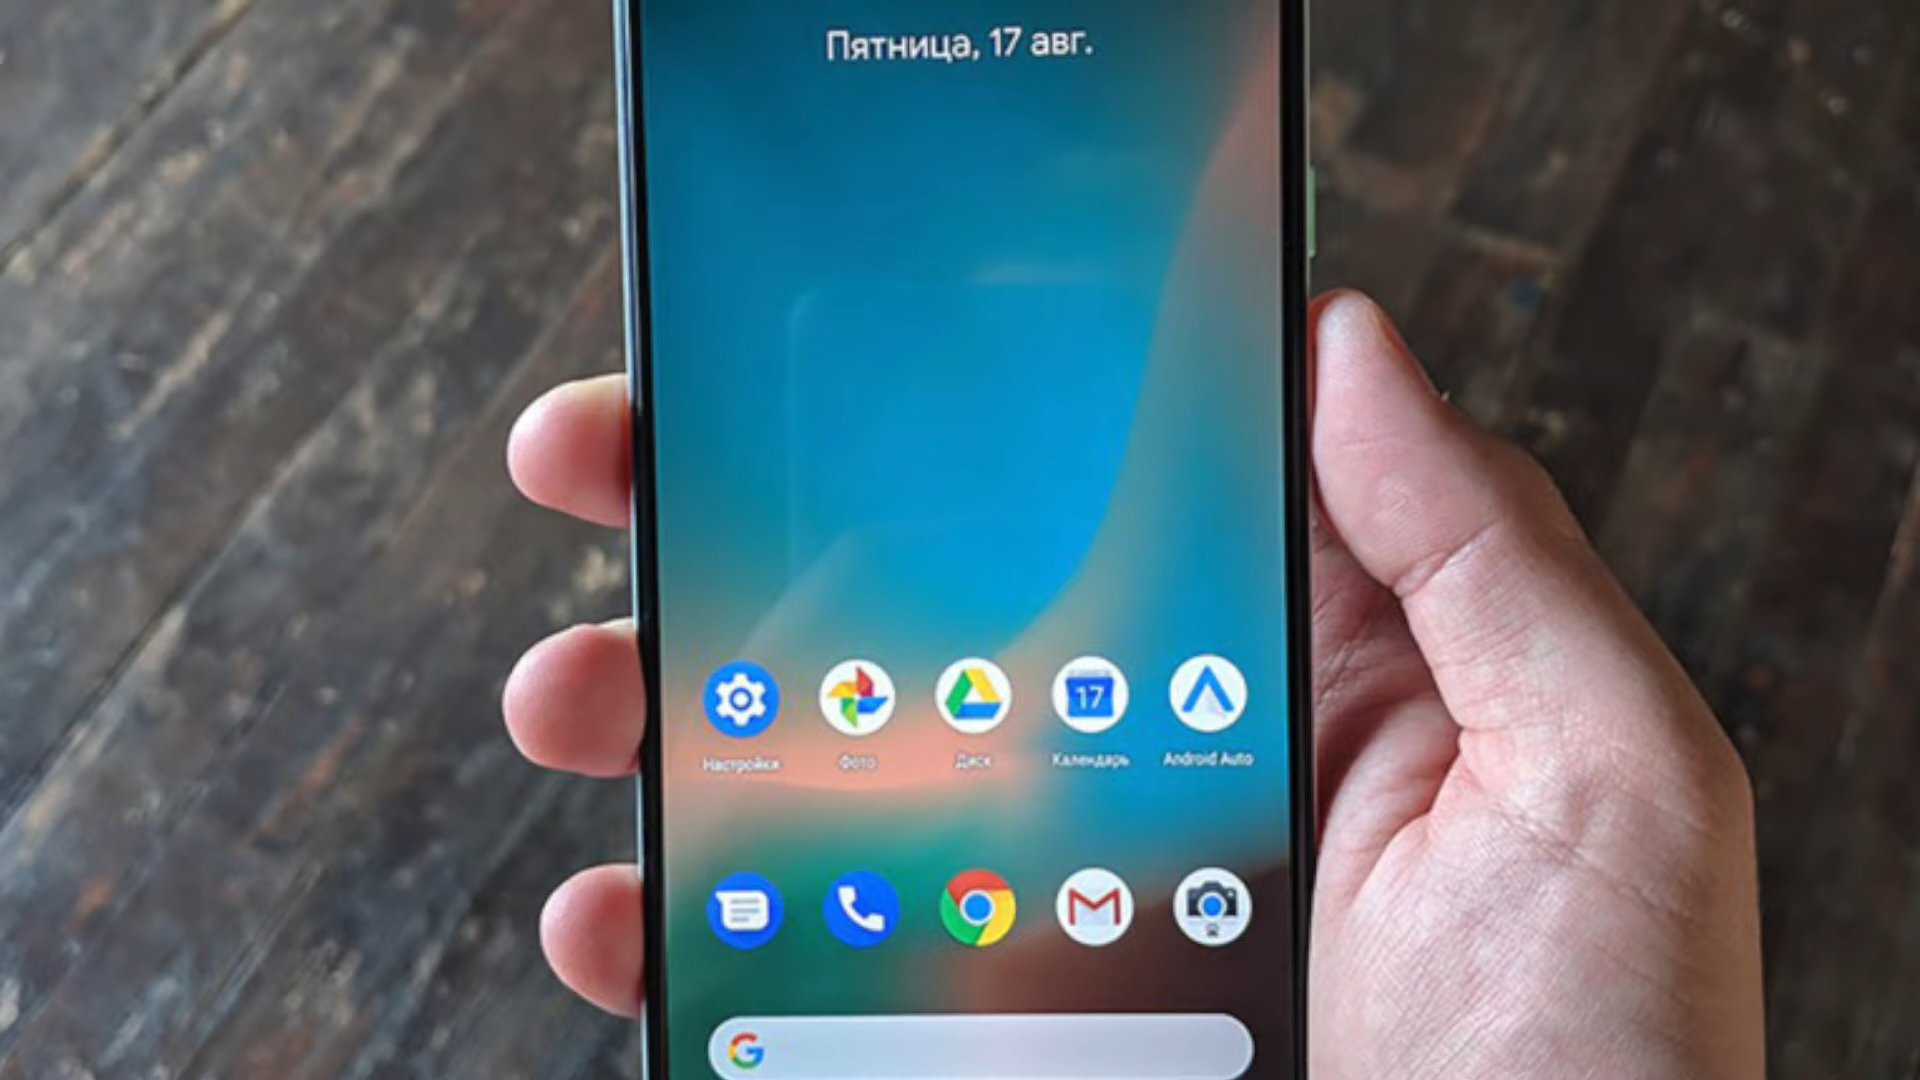 Пятница, 17 авг.
17
Настройки Фото Диск Календарь Android Auto
G